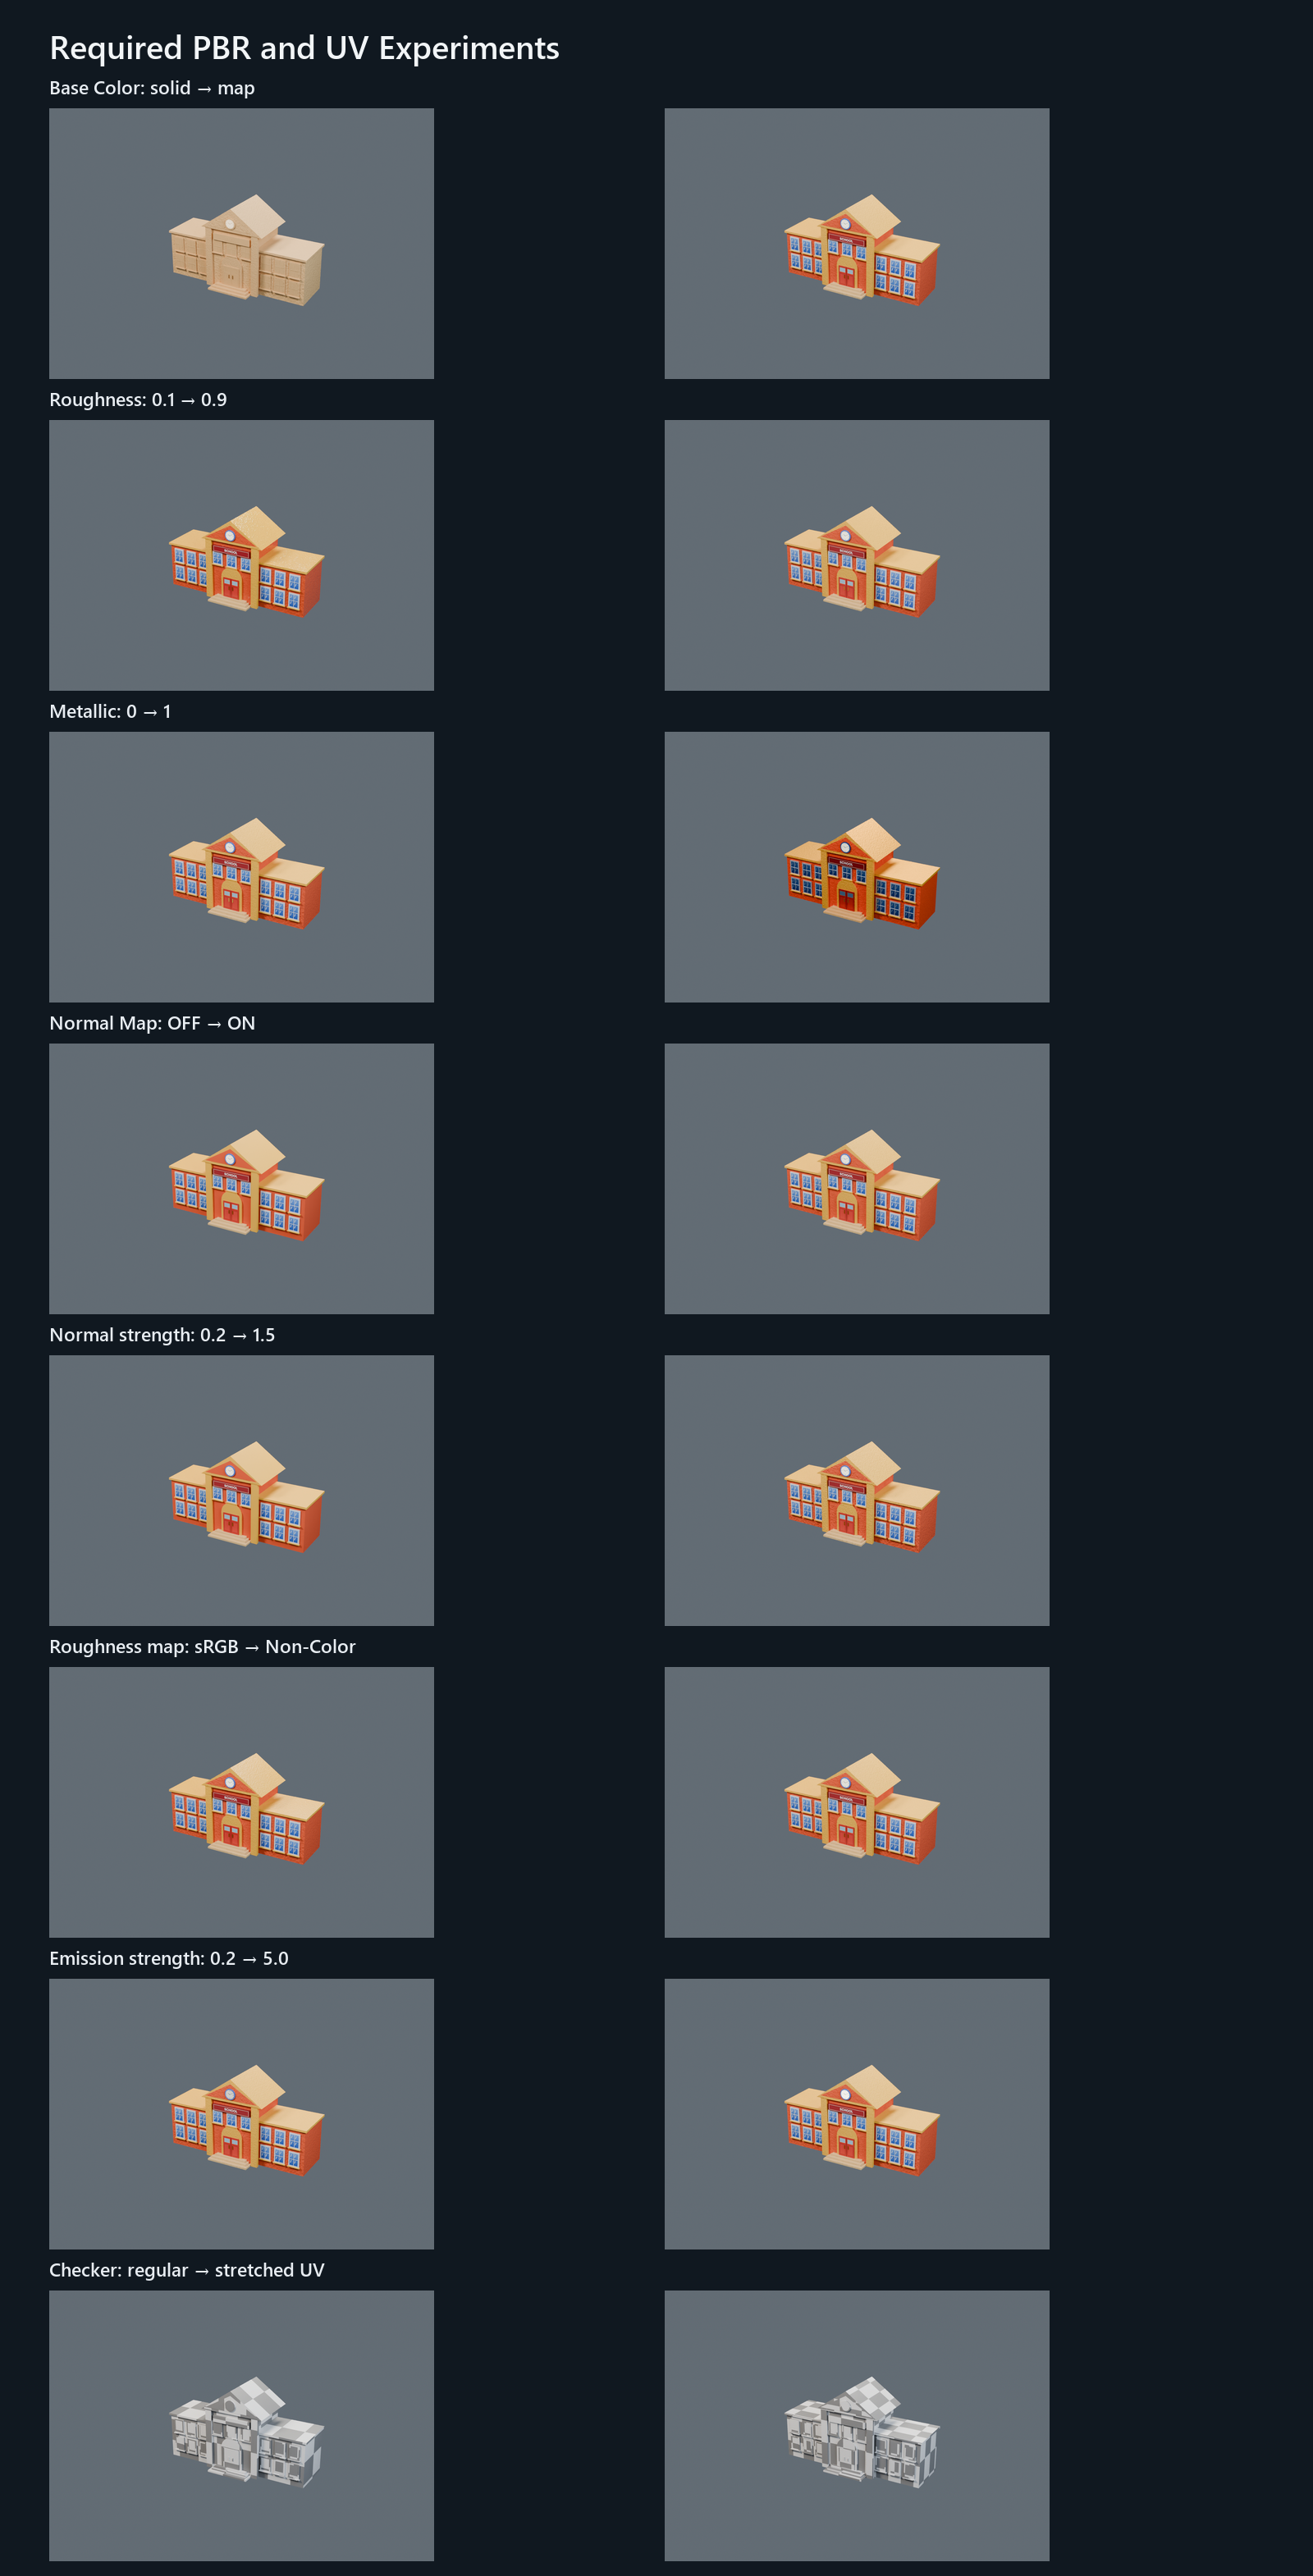 Required PBR and UV Experiments
Base Color: solid → map
Roughness: 0.1 → 0.9
Metallic: 0 → 1
Normal Map: OFF → ON
Normal strength: 0.2 → 1.5
Roughness map: sRGB → Non-Color
Emission strength: 0.2 → 5.0
Checker: regular → stretched UV